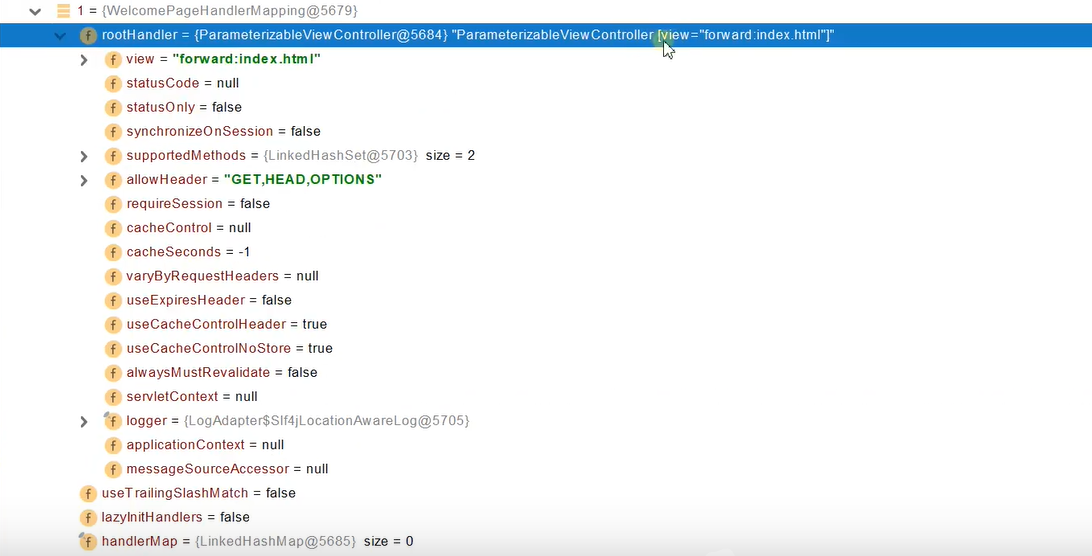 1 = {WelcomePageHandlerMapping@5679}
f rootHandler = {ParameterizableViewController@5684} "ParameterizableViewController [view="forward:index.html"]"
f view = "forward:index.html"
f statusCode = null
f statusOnly = false
f synchronizeOnSession = false
f supportedMethods = {LinkedHashSet@5703} size = 2
f allowHeader = "GET,HEAD,OPTIONS"
f requireSession = false
f cacheControl = null
f cacheSeconds = -1
f varyByRequestHeaders = null
f useExpiresHeader = false
f useCacheControlHeader = true
f useCacheControlNoStore = true
f alwaysMustRevalidate = false
f servletContext = null
f logger = {LogAdapter$Slf4jLocationAwareLog@5705}
f applicationContext = null
f messageSourceAccessor = null
f useTrailingSlashMatch = false
f lazyInitHandlers = false
f handlerMap = {LinkedHashMap@5685} size = 0